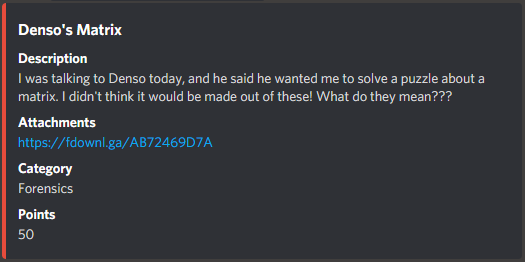 Denso's Matrix
Description
I was talking to Denso today, and he said he wanted me to solve a puzzle about a
matrix. I didn't think it would be made out of these! What do they mean???
Attachments
https://fdownl.ga/AB72469D7A
Category
Forensics
Points
50